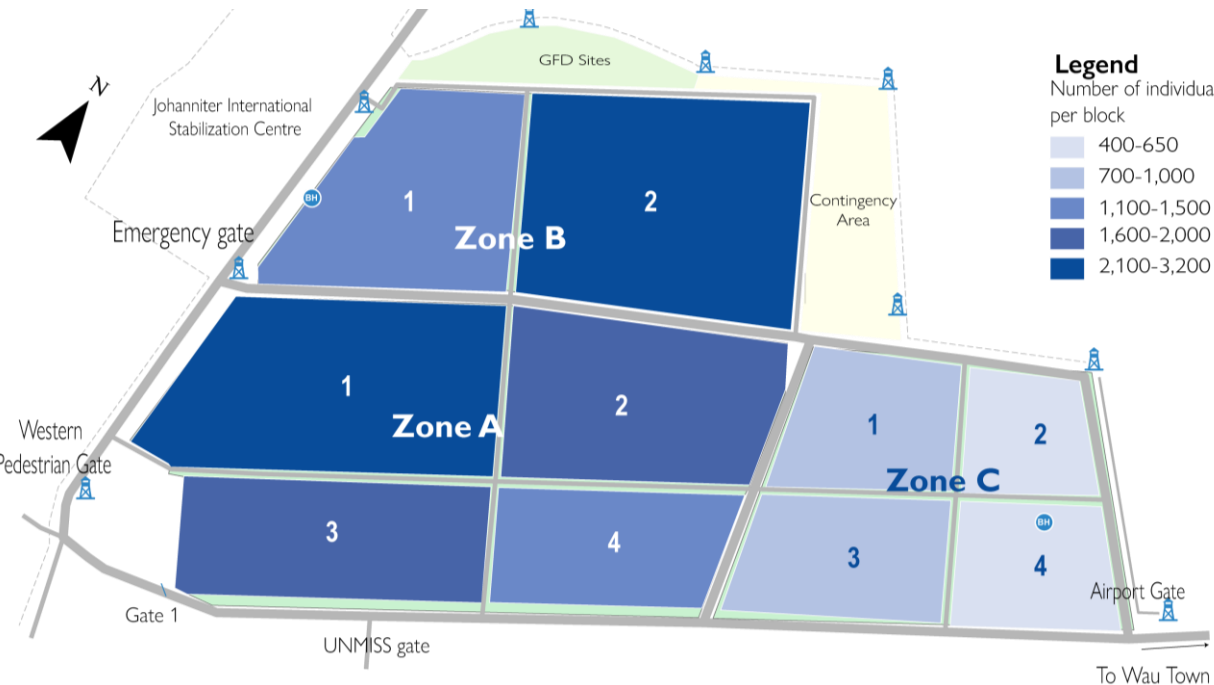 GFD Sites
N
Johanniter International
Stabilization Centre
Legend
Number of individua
per block
400-650
700-1,000
1,100-1,500
1,600-2,000
2,100-3,200
BH
1
2
Zone B
Contingency
Area
Emergency gate
1
2
Zone A
1
2
Zone C
Western
Pedestrian Gate
3
4
3
BH
4
Airport Gate
Gate 1
UNMISS gate
To Wau Town